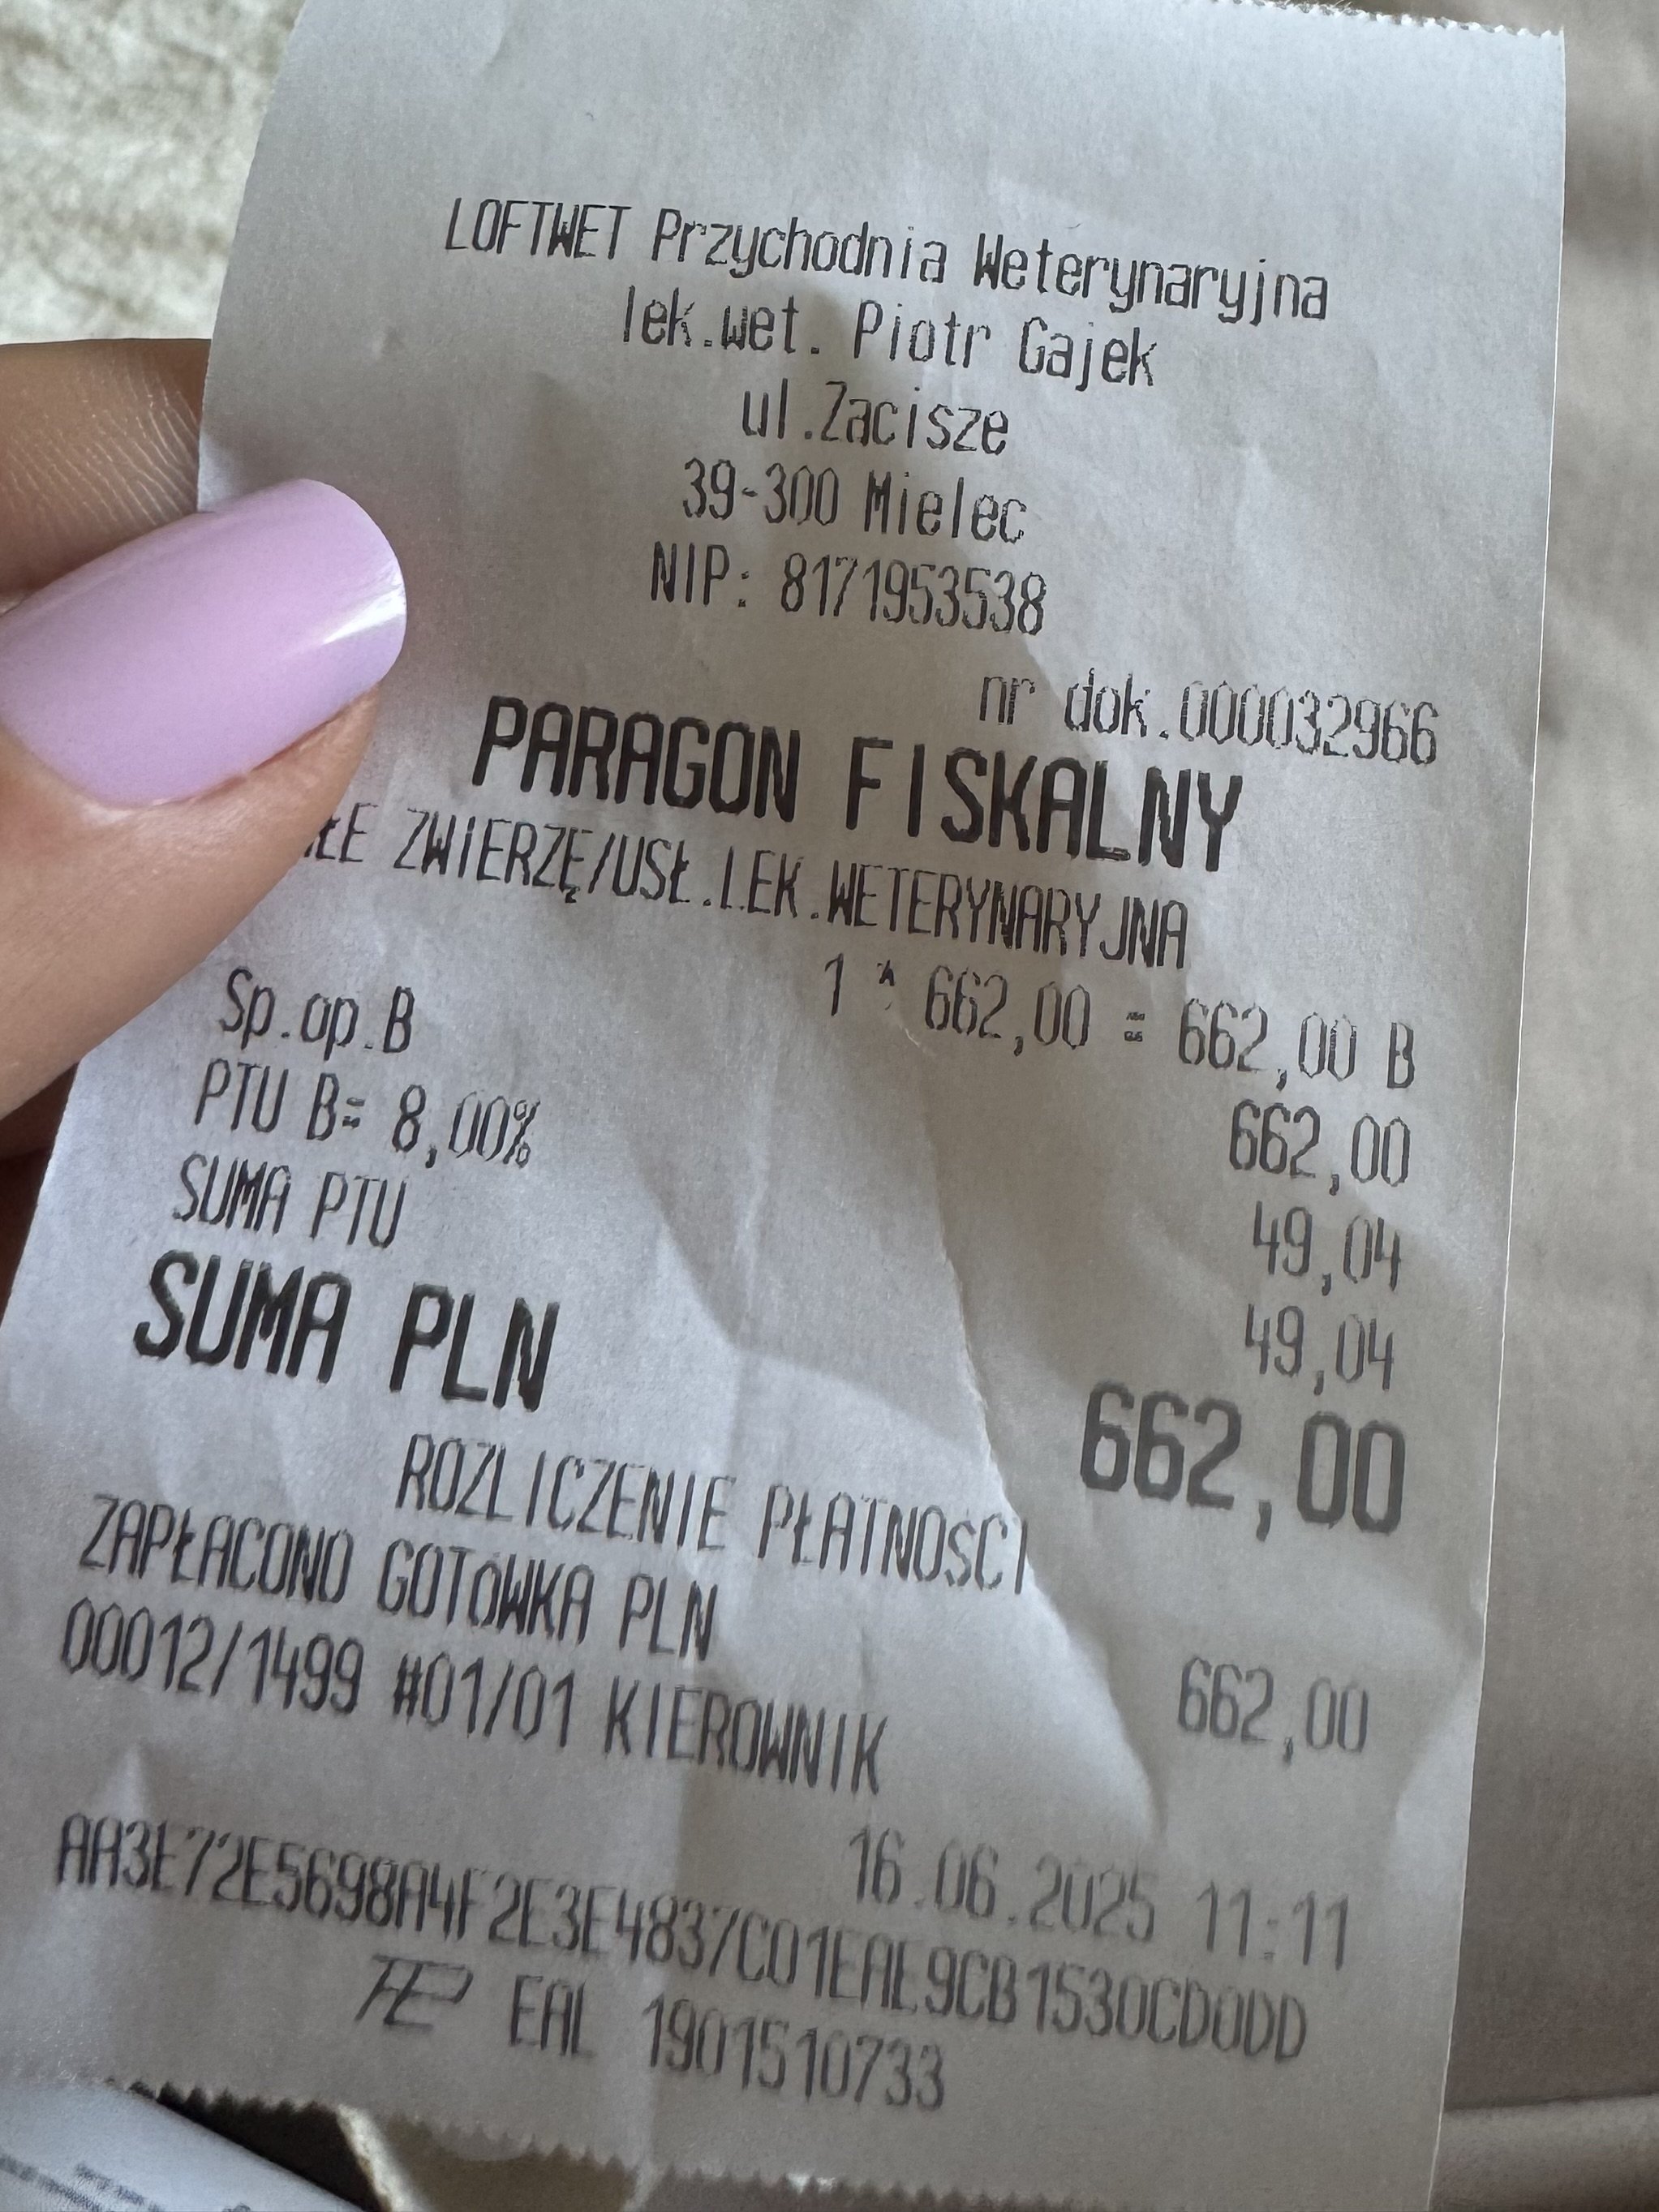 LOFTWET Przychodnia Weterynaryjna
lek.wet. Piotr Gajek
ul.Zacisze
39-300 Mielec
NIP: 8171953538
nr dok.000032966
PARAGON FISKALNY
ZWIERZĘ/USŁ.LEK.WETERYNARYJNA
1 * 662,00 = 662,00 B
Sp.op.B 662,00
PTU B= 8,00% 49,04
SUMA PTU 49,04
SUMA PLN 662,00
ROZLICZENIE PŁATNOŚCI
ZAPŁACONO GOTÓWKA PLN 662,00
00012/1499 #01/01 KIEROWNIK
16.06.2025 11:11
AA3E72E5698A4F2E3E4837C01EAE9CB1530CD0DD
EAL 1901510733